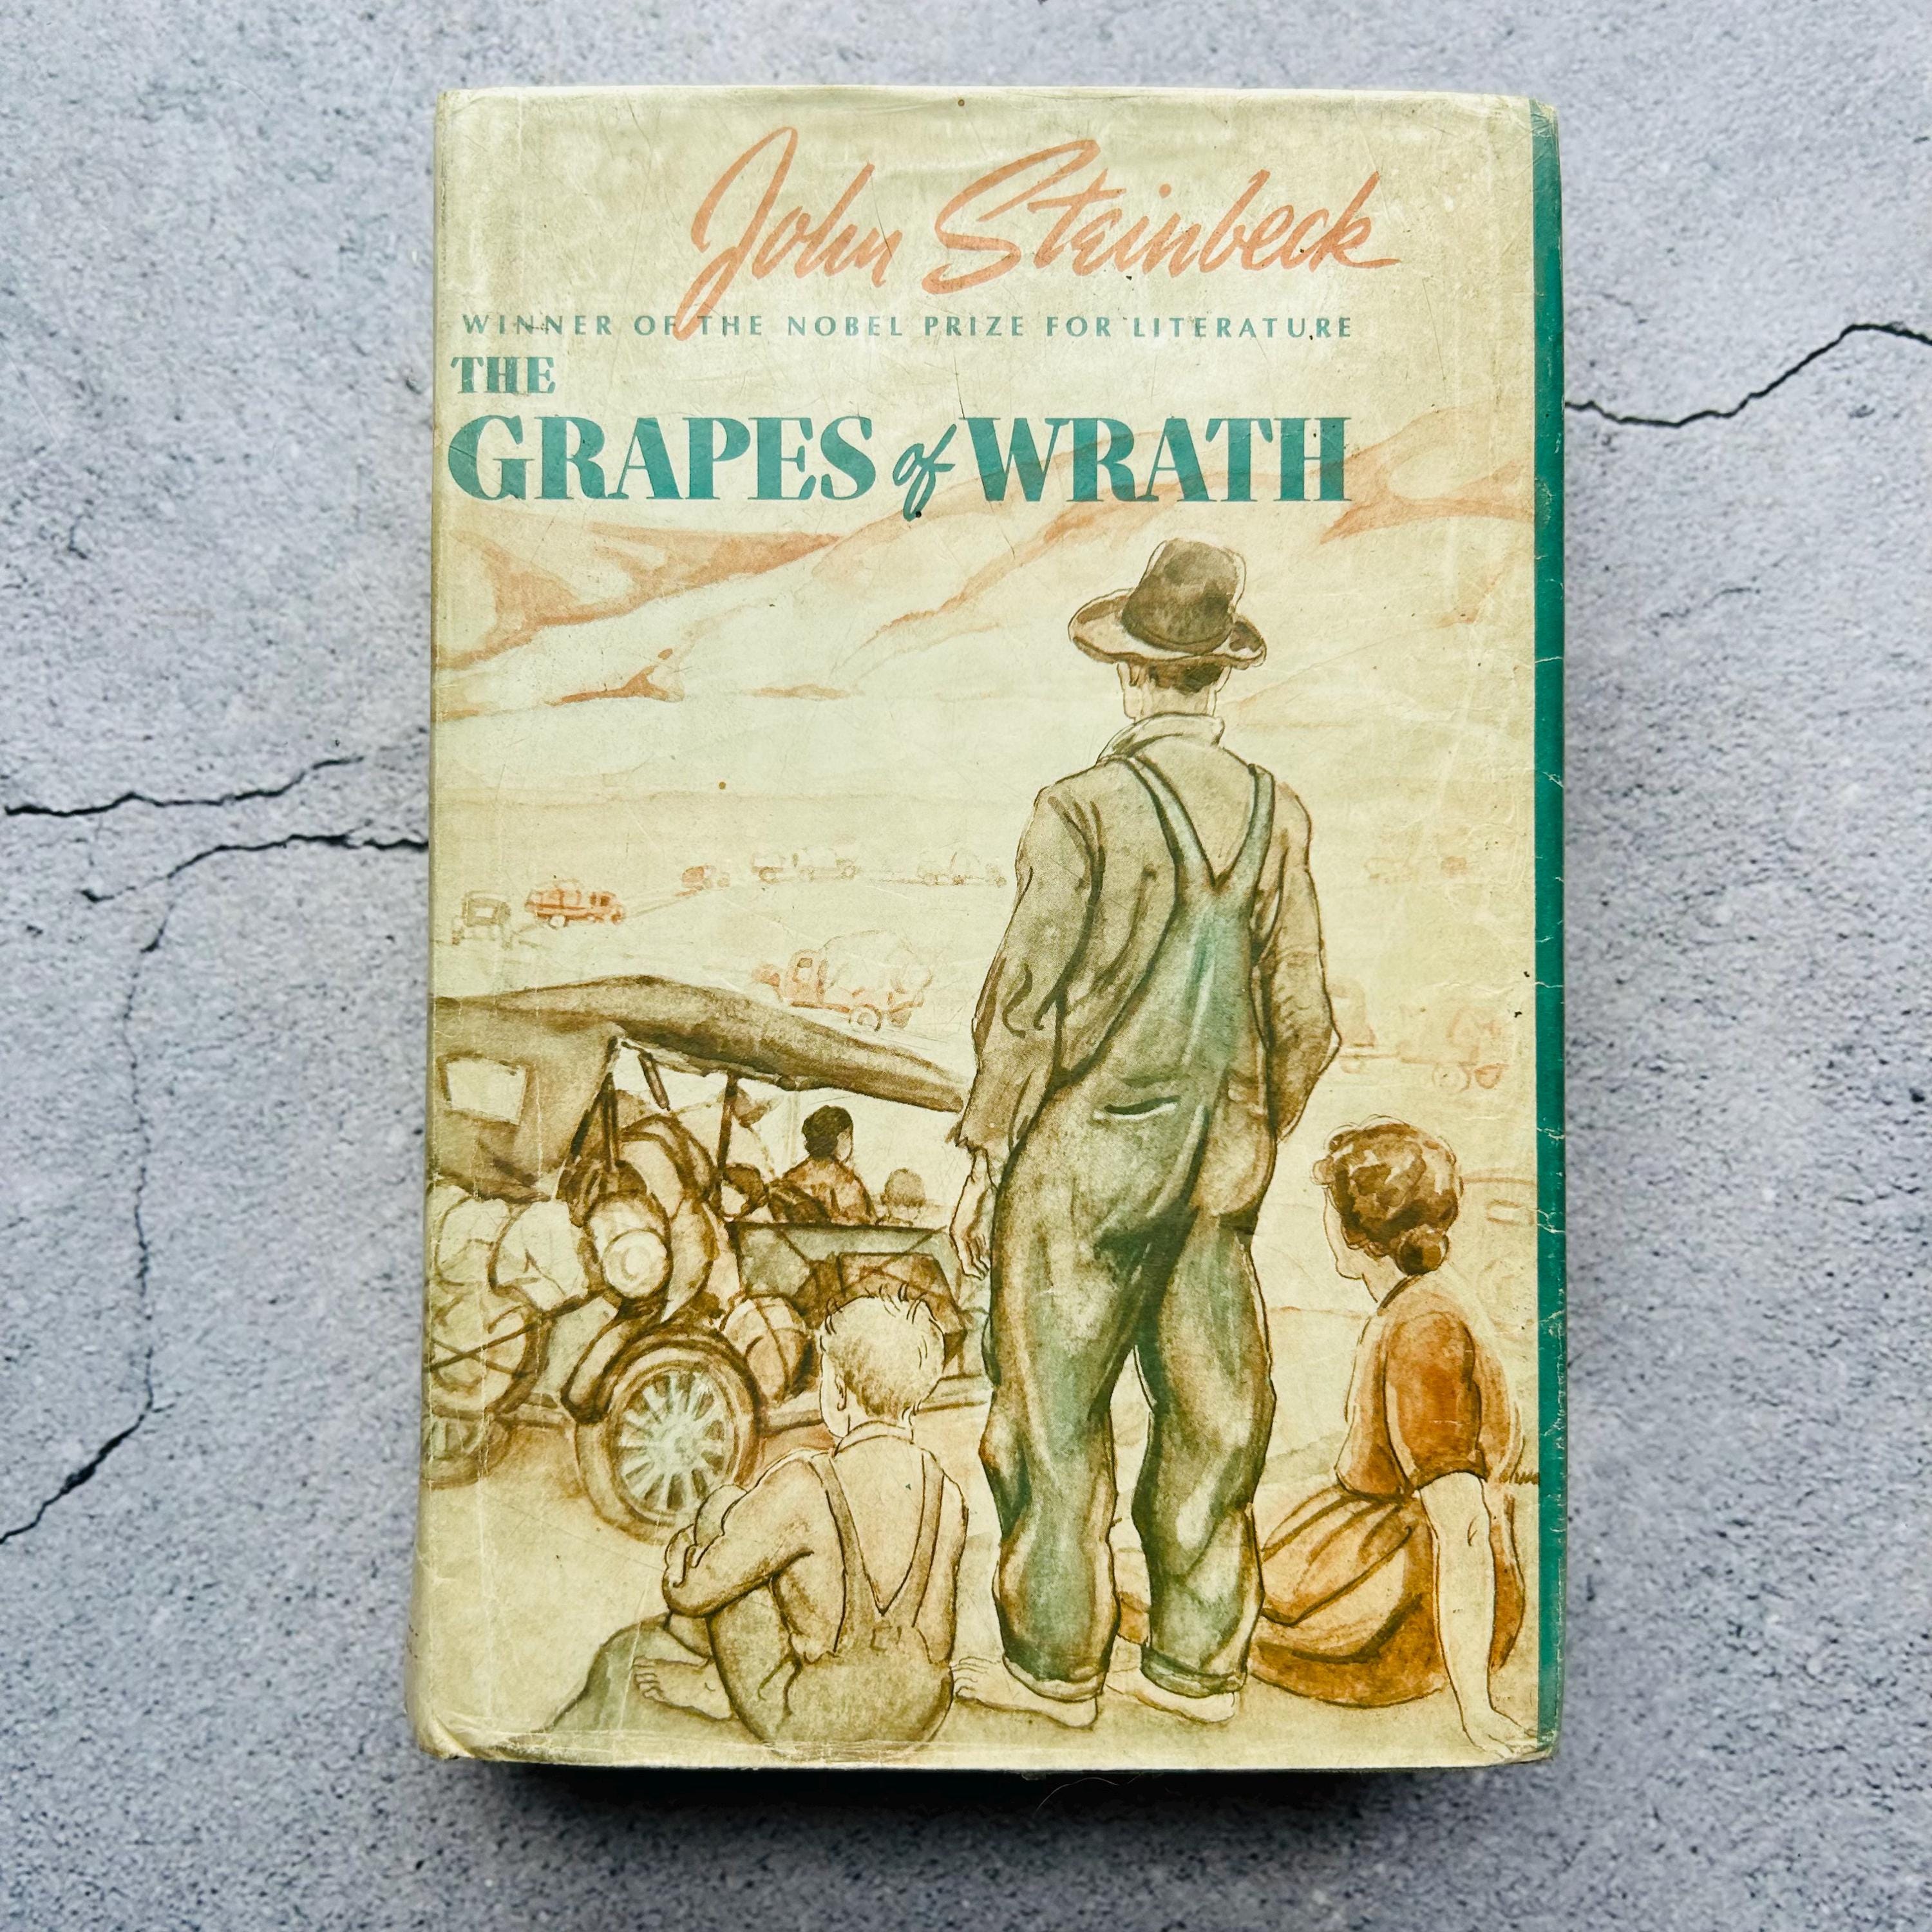 John Steinbeck
WINNER OF THE NOBEL PRIZE FOR LITERATURE
THE
GRAPES of WRATH